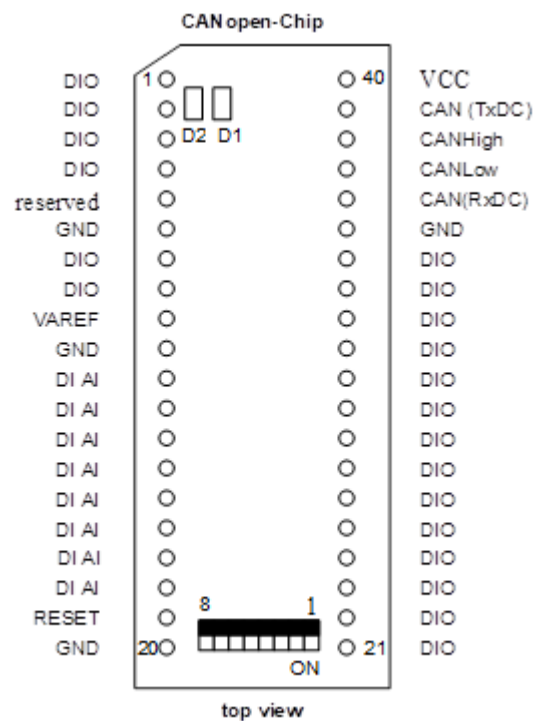 CANopen-Chip
DIO 1 40 VCC
DIO CAN (TxDC)
DIO D2 D1 CANHigh
DIO CANLow
reserved CAN(RxDC)
GND GND
DIO DIO
DIO DIO
VAREF DIO
GND DIO
DI AI DIO
DI AI DIO
DI AI DIO
DI AI DIO
DI AI DIO
DI AI DIO
DI AI DIO
DI AI DIO
RESET 8 1 DIO
GND 20 21 DIO
ON
top view